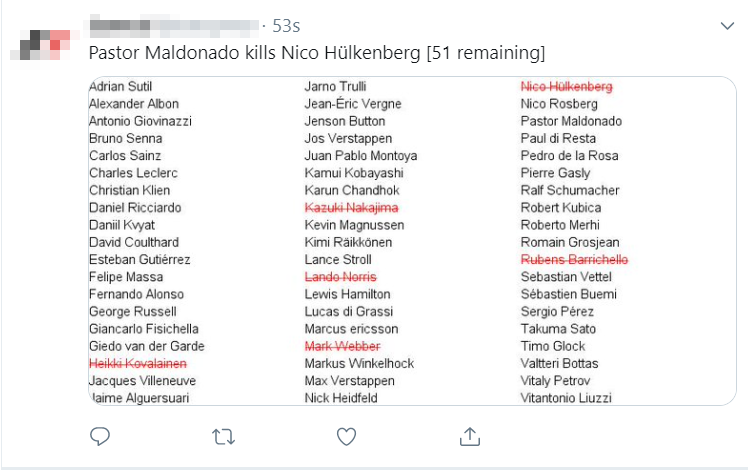 · 53s
Pastor Maldonado kills Nico Hülkenberg [51 remaining]
Adrian Sutil
Alexander Albon
Antonio Giovinazzi
Bruno Senna
Carlos Sainz
Charles Leclerc
Christian Klien
Daniel Ricciardo
Daniil Kvyat
David Coulthard
Esteban Gutiérrez
Felipe Massa
Fernando Alonso
George Russell
Giancarlo Fisichella
Giedo van der Garde
Heikki Kovalainen
Jacques Villeneuve
Jaime Alguersuari
Jarno Trulli
Jean-Éric Vergne
Jenson Button
Jos Verstappen
Juan Pablo Montoya
Kamui Kobayashi
Karun Chandhok
Kazuki Nakajima
Kevin Magnussen
Kimi Räikkönen
Lance Stroll
Lando Norris
Lewis Hamilton
Lucas di Grassi
Marcus ericsson
Mark Webber
Markus Winkelhock
Max Verstappen
Nick Heidfeld
Nico Hülkenberg
Nico Rosberg
Pastor Maldonado
Paul di Resta
Pedro de la Rosa
Pierre Gasly
Ralf Schumacher
Robert Kubica
Roberto Merhi
Romain Grosjean
Rubens Barrichello
Sebastian Vettel
Sébastien Buemi
Sergio Pérez
Takuma Sato
Timo Glock
Valtteri Bottas
Vitaly Petrov
Vitantonio Liuzzi